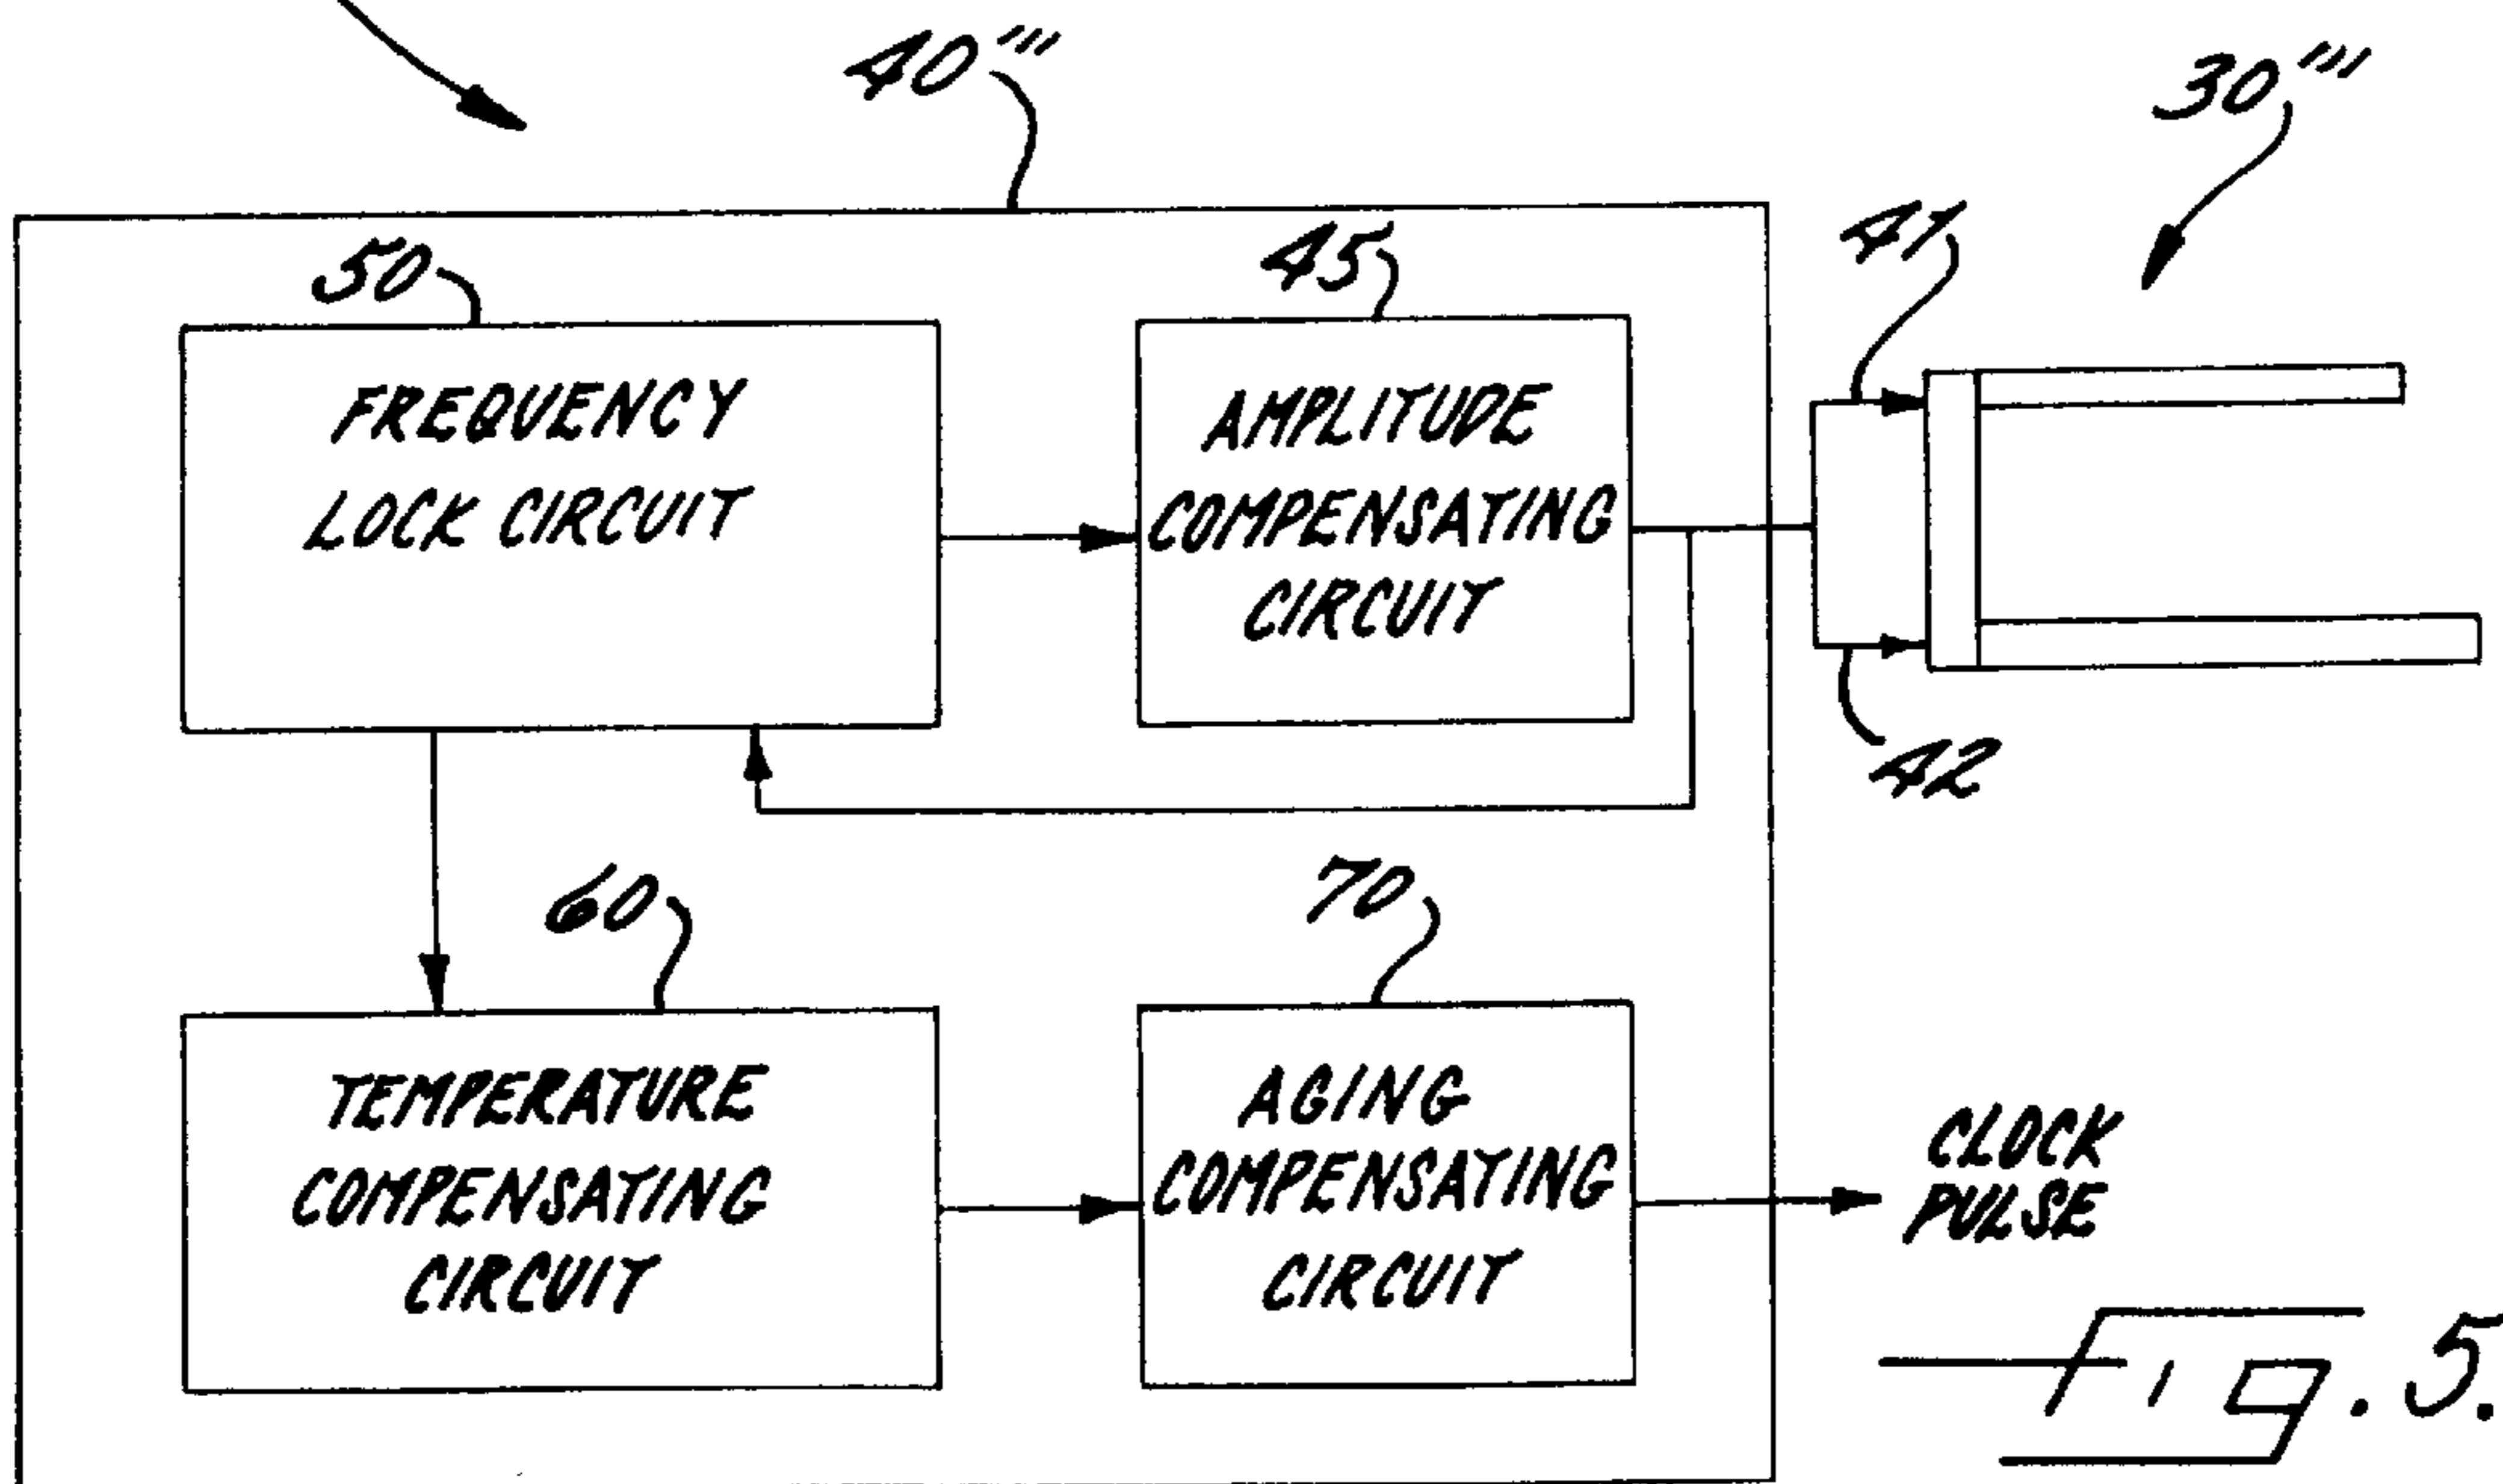 40'''
30'''
50
45
41
FREQUENCY
LOCK CIRCUIT
AMPLITUDE
COMPENSATING
CIRCUIT
42
60
70
TEMPERATURE
COMPENSATING
CIRCUIT
AGING
COMPENSATING
CIRCUIT
CLOCK
PULSE
Fig. 5.